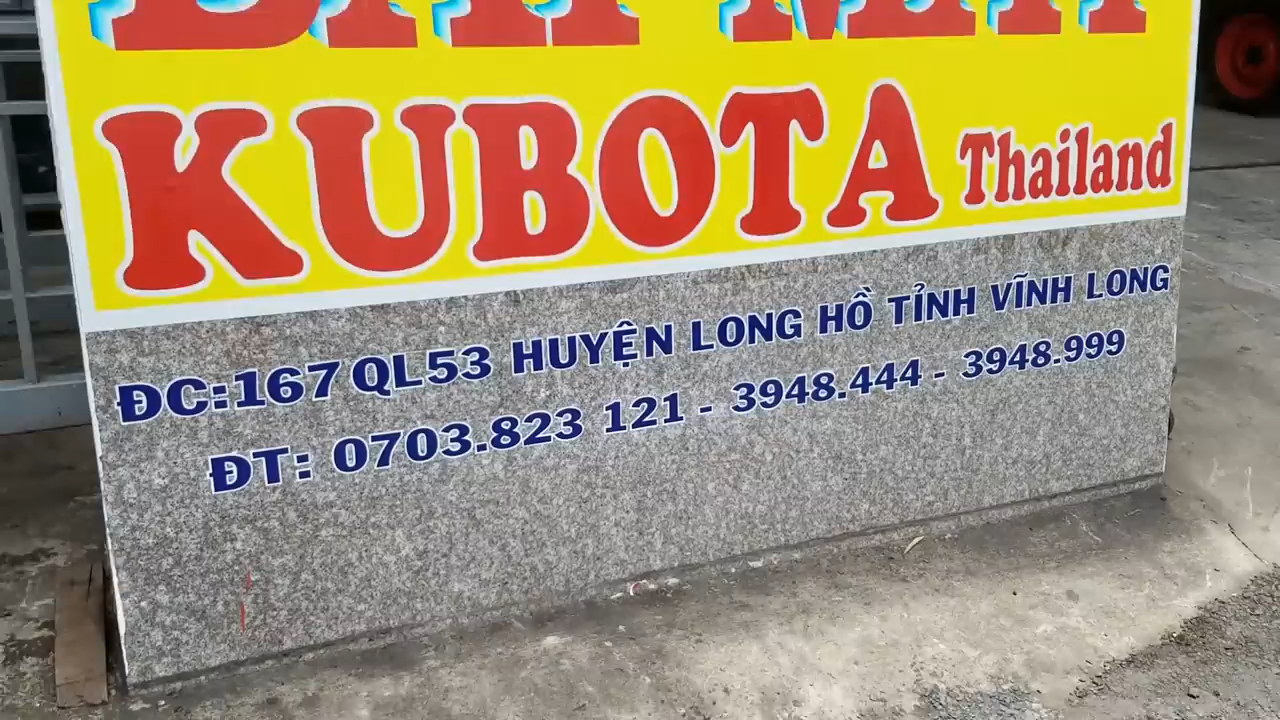 KUBOTA Thailand
ĐC:167 QL53 HUYỆN LONG HỒ TỈNH VĨNH LONG
ĐT: 0703.823 121 - 3948.444 - 3948.999